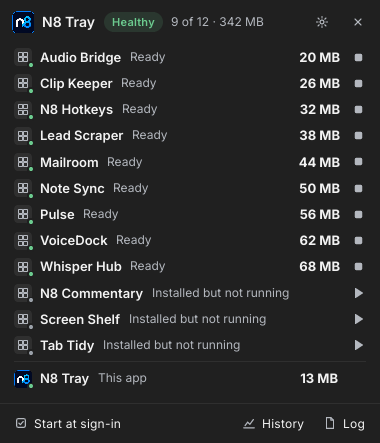 n8 N8 Tray Healthy 9 of 12 · 342 MB
Audio Bridge Ready 20 MB
Clip Keeper Ready 26 MB
N8 Hotkeys Ready 32 MB
Lead Scraper Ready 38 MB
Mailroom Ready 44 MB
Note Sync Ready 50 MB
Pulse Ready 56 MB
VoiceDock Ready 62 MB
Whisper Hub Ready 68 MB
N8 Commentary Installed but not running
Screen Shelf Installed but not running
Tab Tidy Installed but not running
n8 N8 Tray This app 13 MB
Start at sign-in History Log